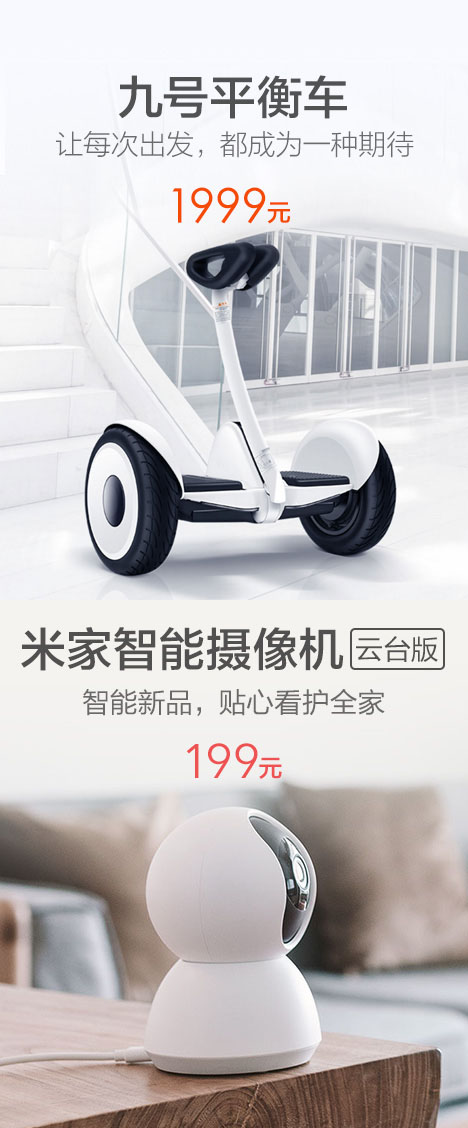 九号平衡车
让每次出发，都成为一种期待
1999元
米家智能摄像机 云台版
智能新品，贴心看护全家
199元